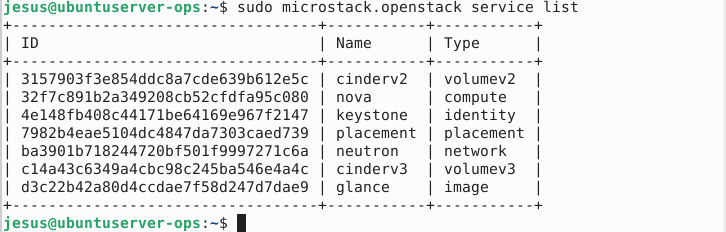 jesus@ubuntuserver-ops:~$ sudo microstack.openstack service list
+----------------------------------+-----------+-----------+
| ID                               | Name      | Type      |
+----------------------------------+-----------+-----------+
| 3157903f3e854ddc8a7cde639b612e5c | cinderv2  | volumev2  |
| 32f7c891b2a349208cb52cfdfa95c080 | nova      | compute   |
| 4e148fb408c44171be64169e967f2147 | keystone  | identity  |
| 7982b4eae5104dc4847da7303caed739 | placement | placement |
| ba3901b718244720bf501f9997271c6a | neutron   | network   |
| c14a43c6349a4cbc98c245ba546e4a4c | cinderv3  | volumev3  |
| d3c22b42a80d4ccdae7f58d247d7dae9 | glance    | image     |
+----------------------------------+-----------+-----------+
jesus@ubuntuserver-ops:~$